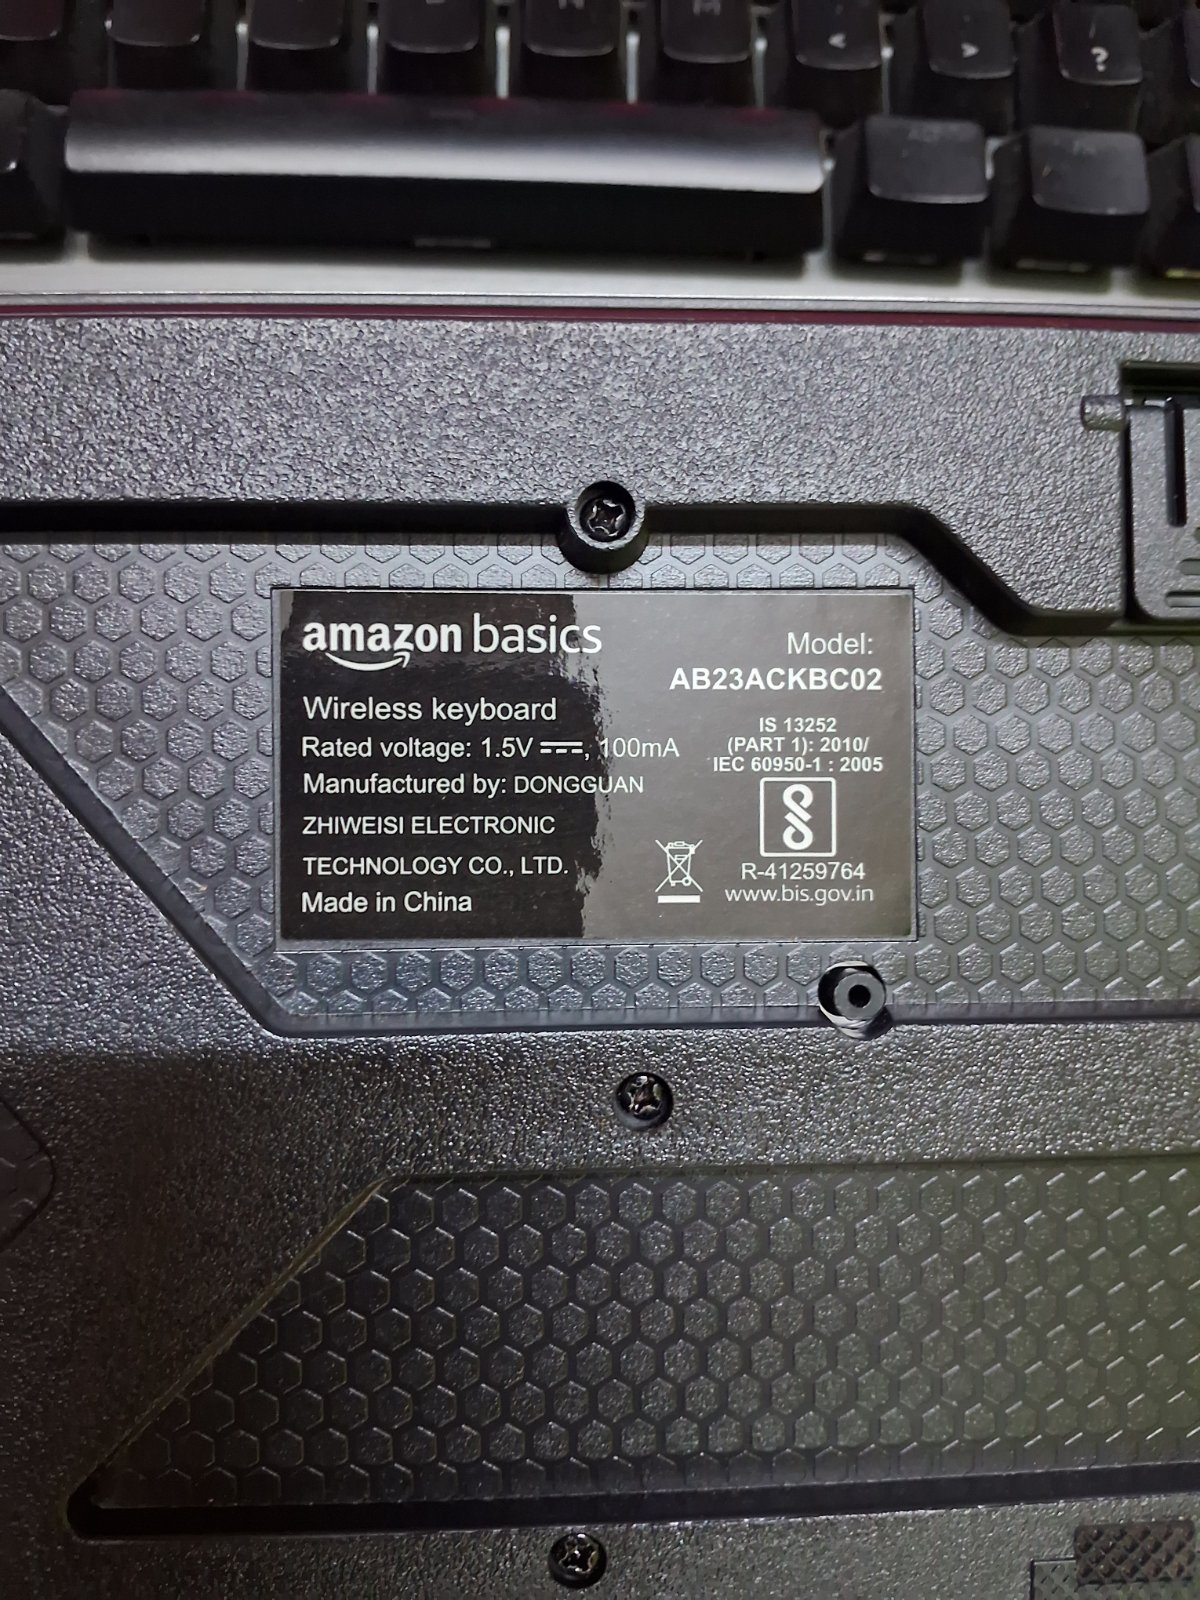 amazon basics
Wireless keyboard
Rated voltage: 1.5V ⎓, 100mA
Manufactured by: DONGGUAN
ZHIWEISI ELECTRONIC
TECHNOLOGY CO., LTD.
Made in China
Model:
AB23ACKBC02
IS 13252
(PART 1): 2010/
IEC 60950-1 : 2005
R-41259764
www.bis.gov.in